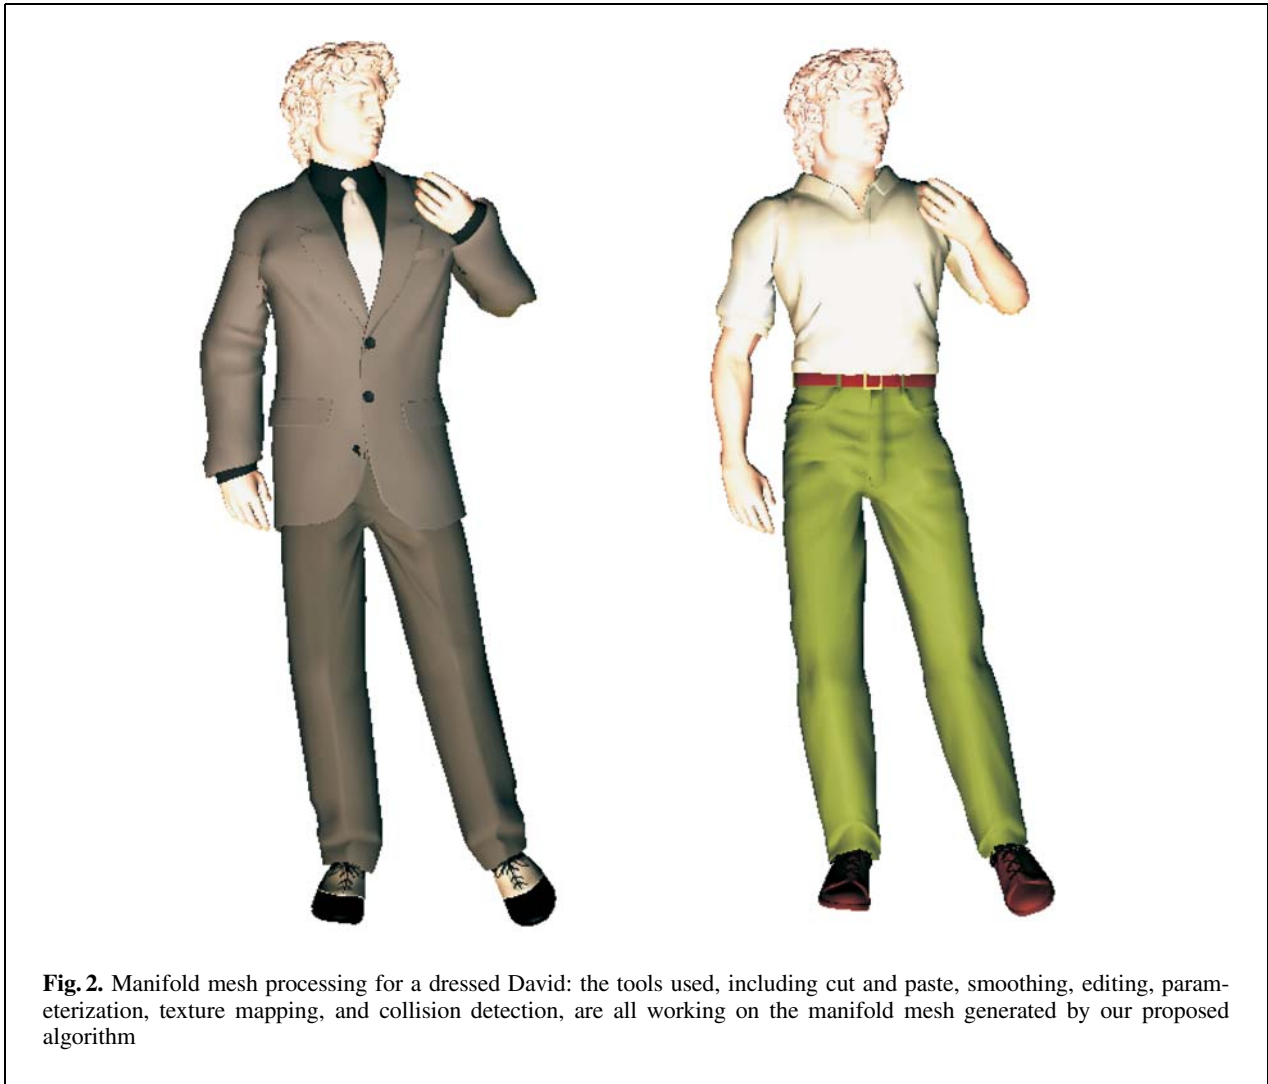 Fig. 2. Manifold mesh processing for a dressed David: the tools used, including cut and paste, smoothing, editing, param-
eterization, texture mapping, and collision detection, are all working on the manifold mesh generated by our proposed
algorithm